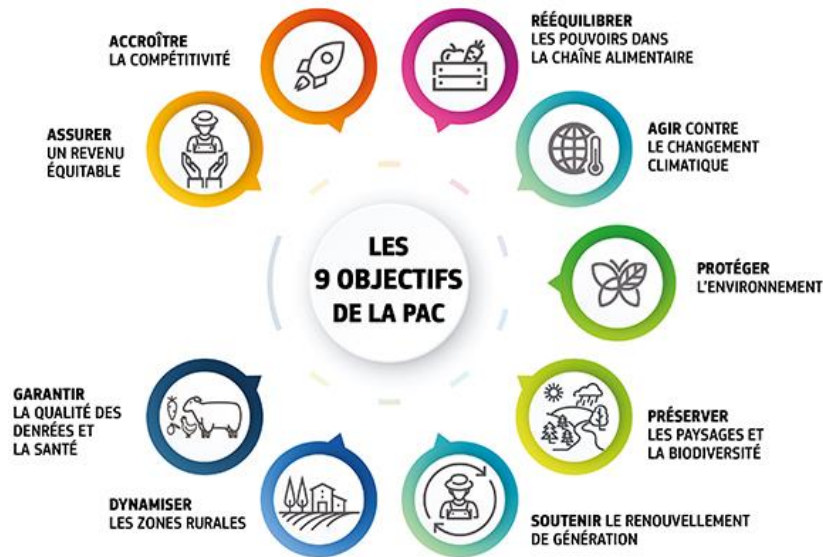 LES
9 OBJECTIFS
DE LA PAC
ASSURER
UN REVENU
ÉQUITABLE
ACCROÎTRE
LA COMPÉTITIVITÉ
RÉÉQUILIBRER
LES POUVOIRS DANS
LA CHAÎNE ALIMENTAIRE
AGIR CONTRE
LE CHANGEMENT
CLIMATIQUE
PROTÉGER
L'ENVIRONNEMENT
PRÉSERVER
LES PAYSAGES ET
LA BIODIVERSITÉ
SOUTENIR LE RENOUVELLEMENT
DE GÉNÉRATION
DYNAMISER
LES ZONES RURALES
GARANTIR
LA QUALITÉ DES
DENRÉES ET
LA SANTÉ